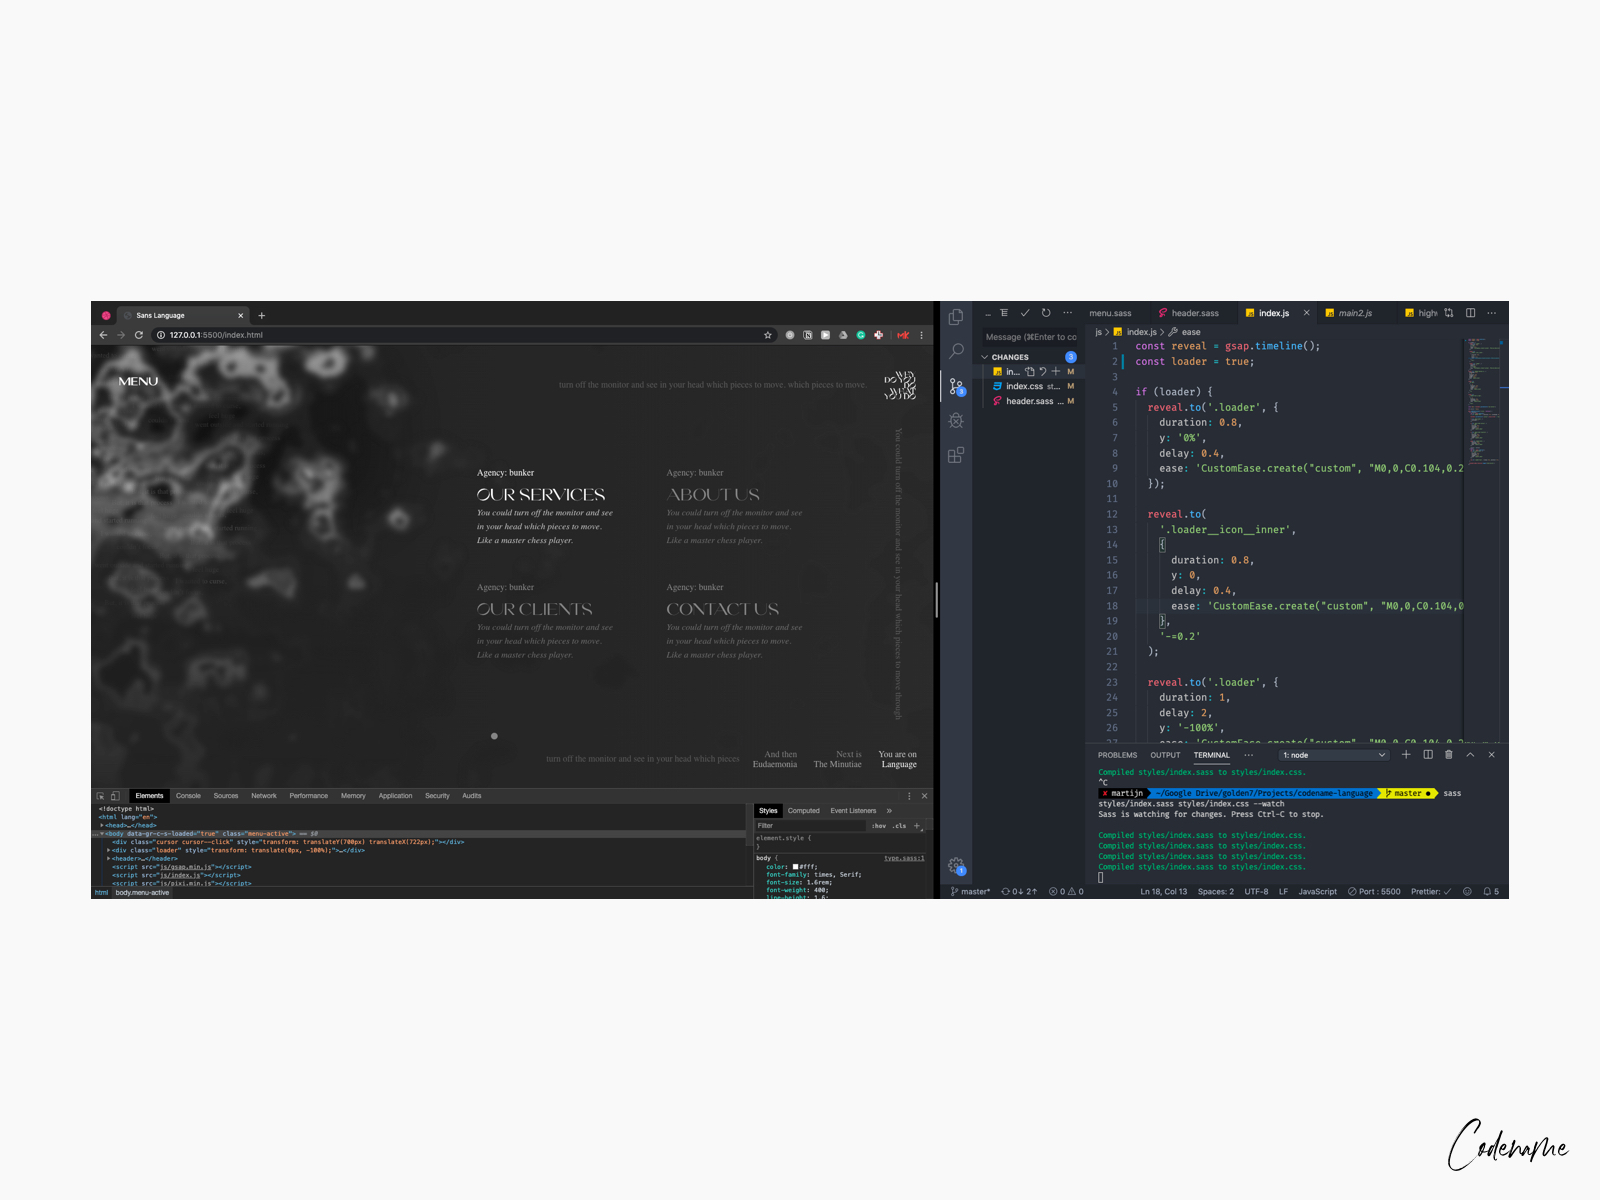 Sans Language
127.0.0.1:5500/index.html
MENU
turn off the monitor and see in your head which pieces to move. which pieces to move.
You could turn off the monitor and see in your head which pieces to move through
Agency: bunker
OUR SERVICES
You could turn off the monitor and see
in your head which pieces to move.
Like a master chess player.
Agency: bunker
ABOUT US
You could turn off the monitor and see
in your head which pieces to move.
Like a master chess player.
Agency: bunker
OUR CLIENTS
You could turn off the monitor and see
in your head which pieces to move.
Like a master chess player.
Agency: bunker
CONTACT US
You could turn off the monitor and see
in your head which pieces to move.
Like a master chess player.
turn off the monitor and see in your head which pieces
And then
Eudaemonia
Next is
The Minutiae
You are on
Language
Elements Console Sources Network Performance Memory Application Security Audits
<!doctype html>
<html lang="en">
<head>…</head>
<body data-gr-c-s-loaded="true" class="menu-active"> == $0
<div class="cursor cursor--click" style="transform: translateY(700px) translateX(722px);"></div>
<div class="loader" style="transform: translate(0px, -100%);">…</div>
<header>…</header>
<script src="js/gsap.min.js"></script>
<script src="js/index.js"></script>
<script src="js/pixi.min.js"></script>
html body.menu-active
Styles Computed Event Listeners »
Filter :hov .cls +
element.style {
}
body { type.sass:1
color: #fff;
font-family: times, Serif;
font-size: 1.6rem;
font-weight: 400;
line-height: 1.6;
menu.sass header.sass index.js main2.js high
Message (⌘Enter to co
CHANGES 3
in... M
index.css st... M
header.sass ... M
3
1
js > index.js > ease
1 const reveal = gsap.timeline();
2 const loader = true;
3
4 if (loader) {
5 reveal.to('.loader', {
6 duration: 0.8,
7 y: '0%',
8 delay: 0.4,
9 ease: 'CustomEase.create("custom", "M0,0,C0.104,0.2
10 });
11
12 reveal.to(
13 '.loader__icon__inner',
14 {
15 duration: 0.8,
16 y: 0,
17 delay: 0.4,
18 ease: 'CustomEase.create("custom", "M0,0,C0.104,0
19 },
20 '-=0.2'
21 );
22
23 reveal.to('.loader', {
24 duration: 1,
25 delay: 2,
26 y: '-100%',
PROBLEMS OUTPUT TERMINAL ... 1: node
Compiled styles/index.sass to styles/index.css.
^C
✘ martijn ~/Google Drive/golden7/Projects/codename-language master ● sass
styles/index.sass styles/index.css --watch
Sass is watching for changes. Press Ctrl-C to stop.
Compiled styles/index.sass to styles/index.css.
Compiled styles/index.sass to styles/index.css.
Compiled styles/index.sass to styles/index.css.
Compiled styles/index.sass to styles/index.css.
master* 0↓ 2↑ 0 0 Ln 18, Col 13 Spaces: 2 UTF-8 LF JavaScript Port : 5500 Prettier: ✓ 5
Codename